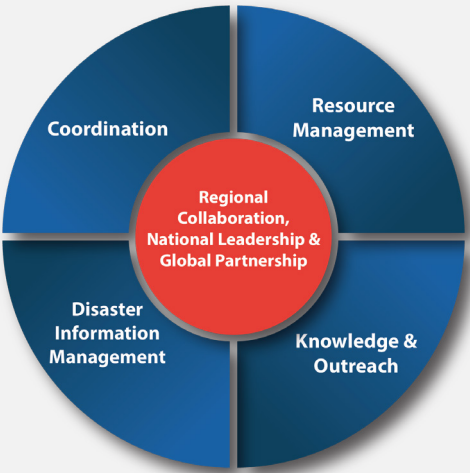 Coordination
Resource
Management
Regional
Collaboration,
National Leadership &
Global Partnership
Disaster
Information
Management
Knowledge &
Outreach